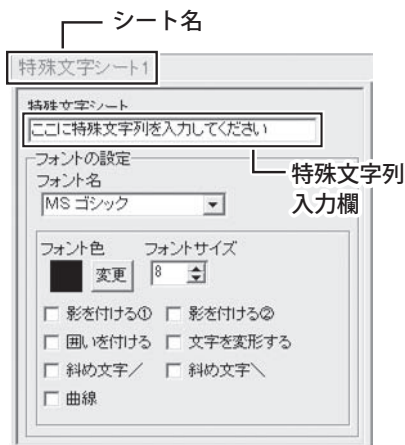 シート名
特殊文字シート1
特殊文字シート
ここに特殊文字列を入力してください
特殊文字列
入力欄
フォントの設定
フォント名
MS ゴシック
フォント色 フォントサイズ
変更 8
影を付ける① 影を付ける②
囲いを付ける 文字を変形する
斜め文字／ 斜め文字＼
曲線